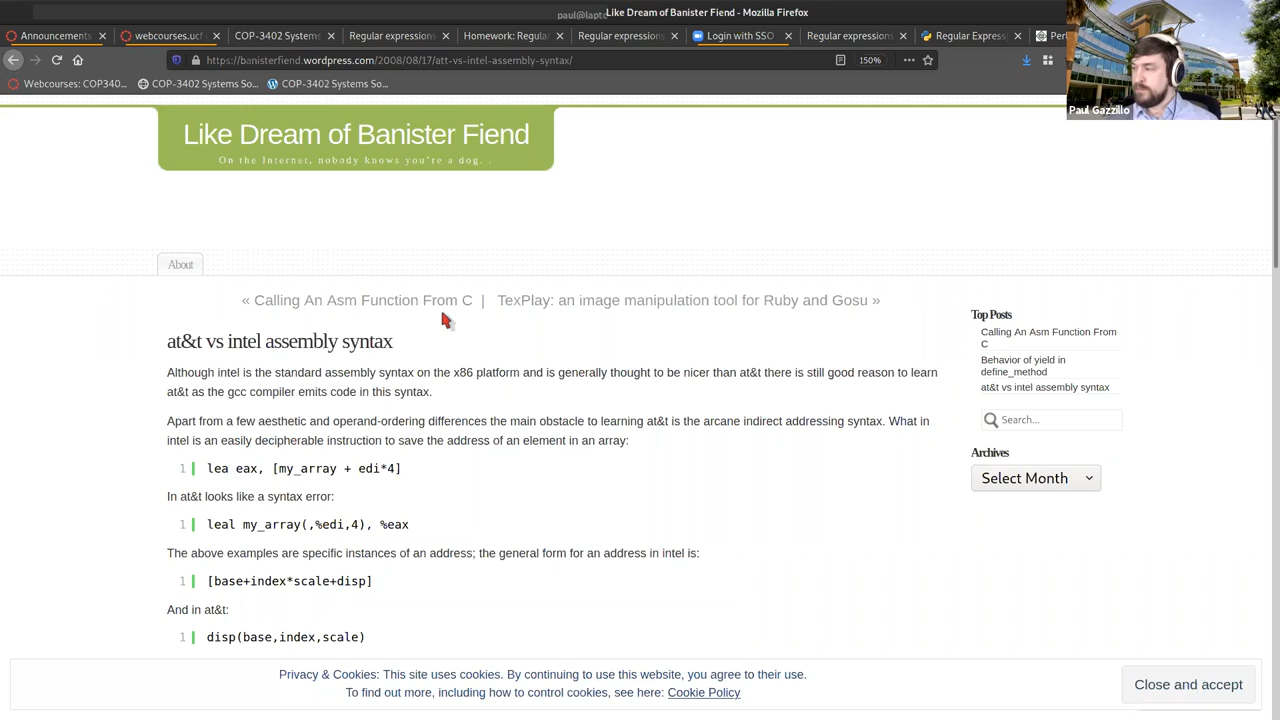 paul@lapto
Like Dream of Banister Fiend - Mozilla Firefox
Announcements
webcourses.ucf
COP-3402 Systems
Regular expressions
Homework: Regula
Regular expressions
Login with SSO
Regular expressions
Regular Express
Perl
https://banisterfiend.wordpress.com/2008/08/17/att-vs-intel-assembly-syntax/
150%
Webcourses: COP340...
COP-3402 Systems So...
COP-3402 Systems So...
Paul Gazzillo
Like Dream of Banister Fiend
On the Internet, nobody knows you're a dog. .
About
« Calling An Asm Function From C | TexPlay: an image manipulation tool for Ruby and Gosu »
at&t vs intel assembly syntax
Although intel is the standard assembly syntax on the x86 platform and is generally thought to be nicer than at&t there is still good reason to learn
at&t as the gcc compiler emits code in this syntax.
Apart from a few aesthetic and operand-ordering differences the main obstacle to learning at&t is the arcane indirect addressing syntax. What in
intel is an easily decipherable instruction to save the address of an element in an array:
1 lea eax, [my_array + edi*4]
In at&t looks like a syntax error:
1 leal my_array(,%edi,4), %eax
The above examples are specific instances of an address; the general form for an address in intel is:
1 [base+index*scale+disp]
And in at&t:
1 disp(base,index,scale)
Top Posts
Calling An Asm Function From
C
Behavior of yield in
define_method
at&t vs intel assembly syntax
Search...
Archives
Select Month
Privacy & Cookies: This site uses cookies. By continuing to use this website, you agree to their use.
To find out more, including how to control cookies, see here: Cookie Policy
Close and accept